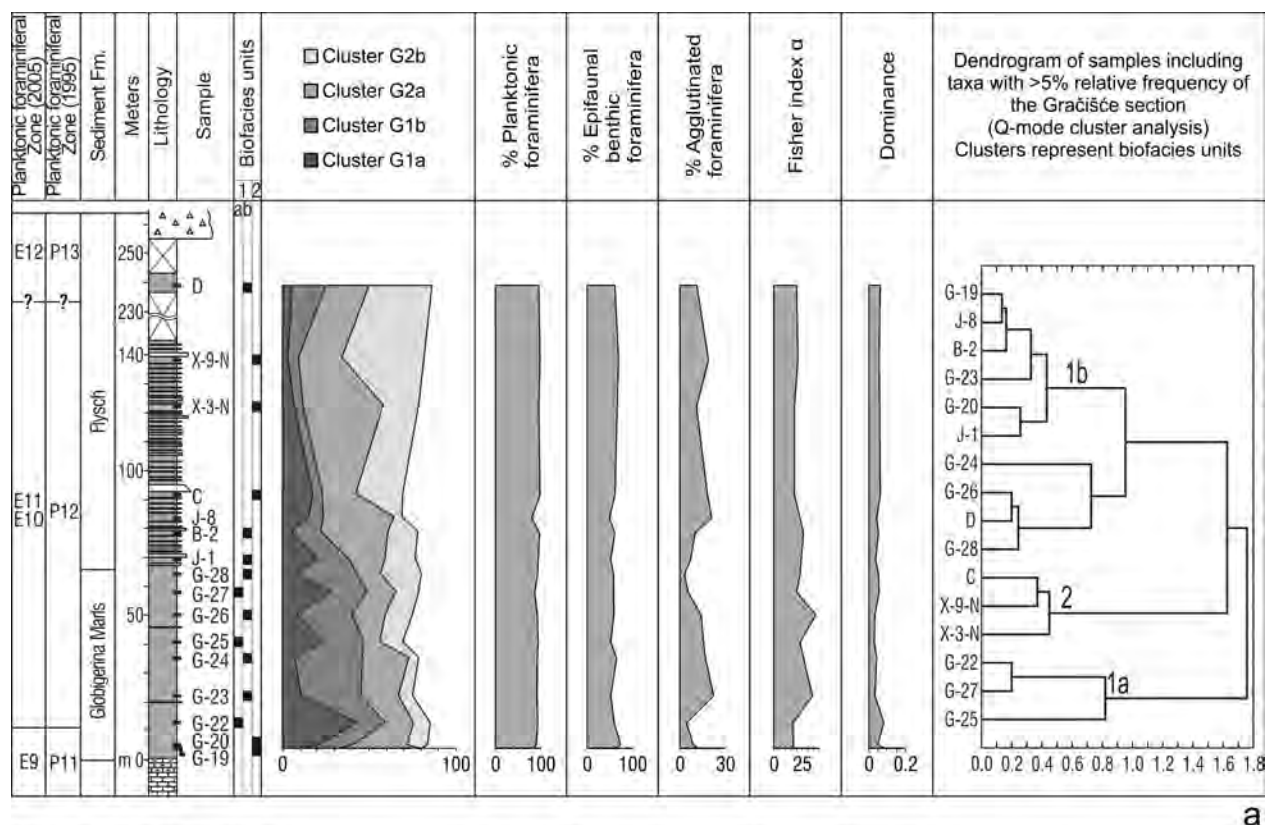 Planktonic foraminiferal
Zone (2005)
Planktonic foraminiferal
Zone (1995)
Sediment Fm.
Meters
Lithology
Sample
Biofacies units
1 2
ab
Cluster G2b
Cluster G2a
Cluster G1b
Cluster G1a
% Planktonic
foraminifera
% Epifaunal
benthic
foraminifera
% Agglutinated
foraminifera
Fisher index α
Dominance
Dendrogram of samples including
taxa with >5% relative frequency of
the Gračišće section
(Q-mode cluster analysis)
Clusters represent biofacies units
E12
?
E11
E10
E9
P13
?
P12
P11
Flysch
Globigerina Marls
250
230
140
100
50
m 0
D
X-9-N
X-3-N
C
J-8
B-2
J-1
G-28
G-27
G-26
G-25
G-24
G-23
G-22
G-20
G-19
0 100
0 100
0 100
0 30
0 25
0 0.2
G-19
J-8
B-2
G-23
G-20
J-1
G-24
G-26
D
G-28
C
X-9-N
X-3-N
G-22
G-27
G-25
1b
2
1a
0.0 0.2 0.4 0.6 0.8 1.0 1.2 1.4 1.6 1.8
a